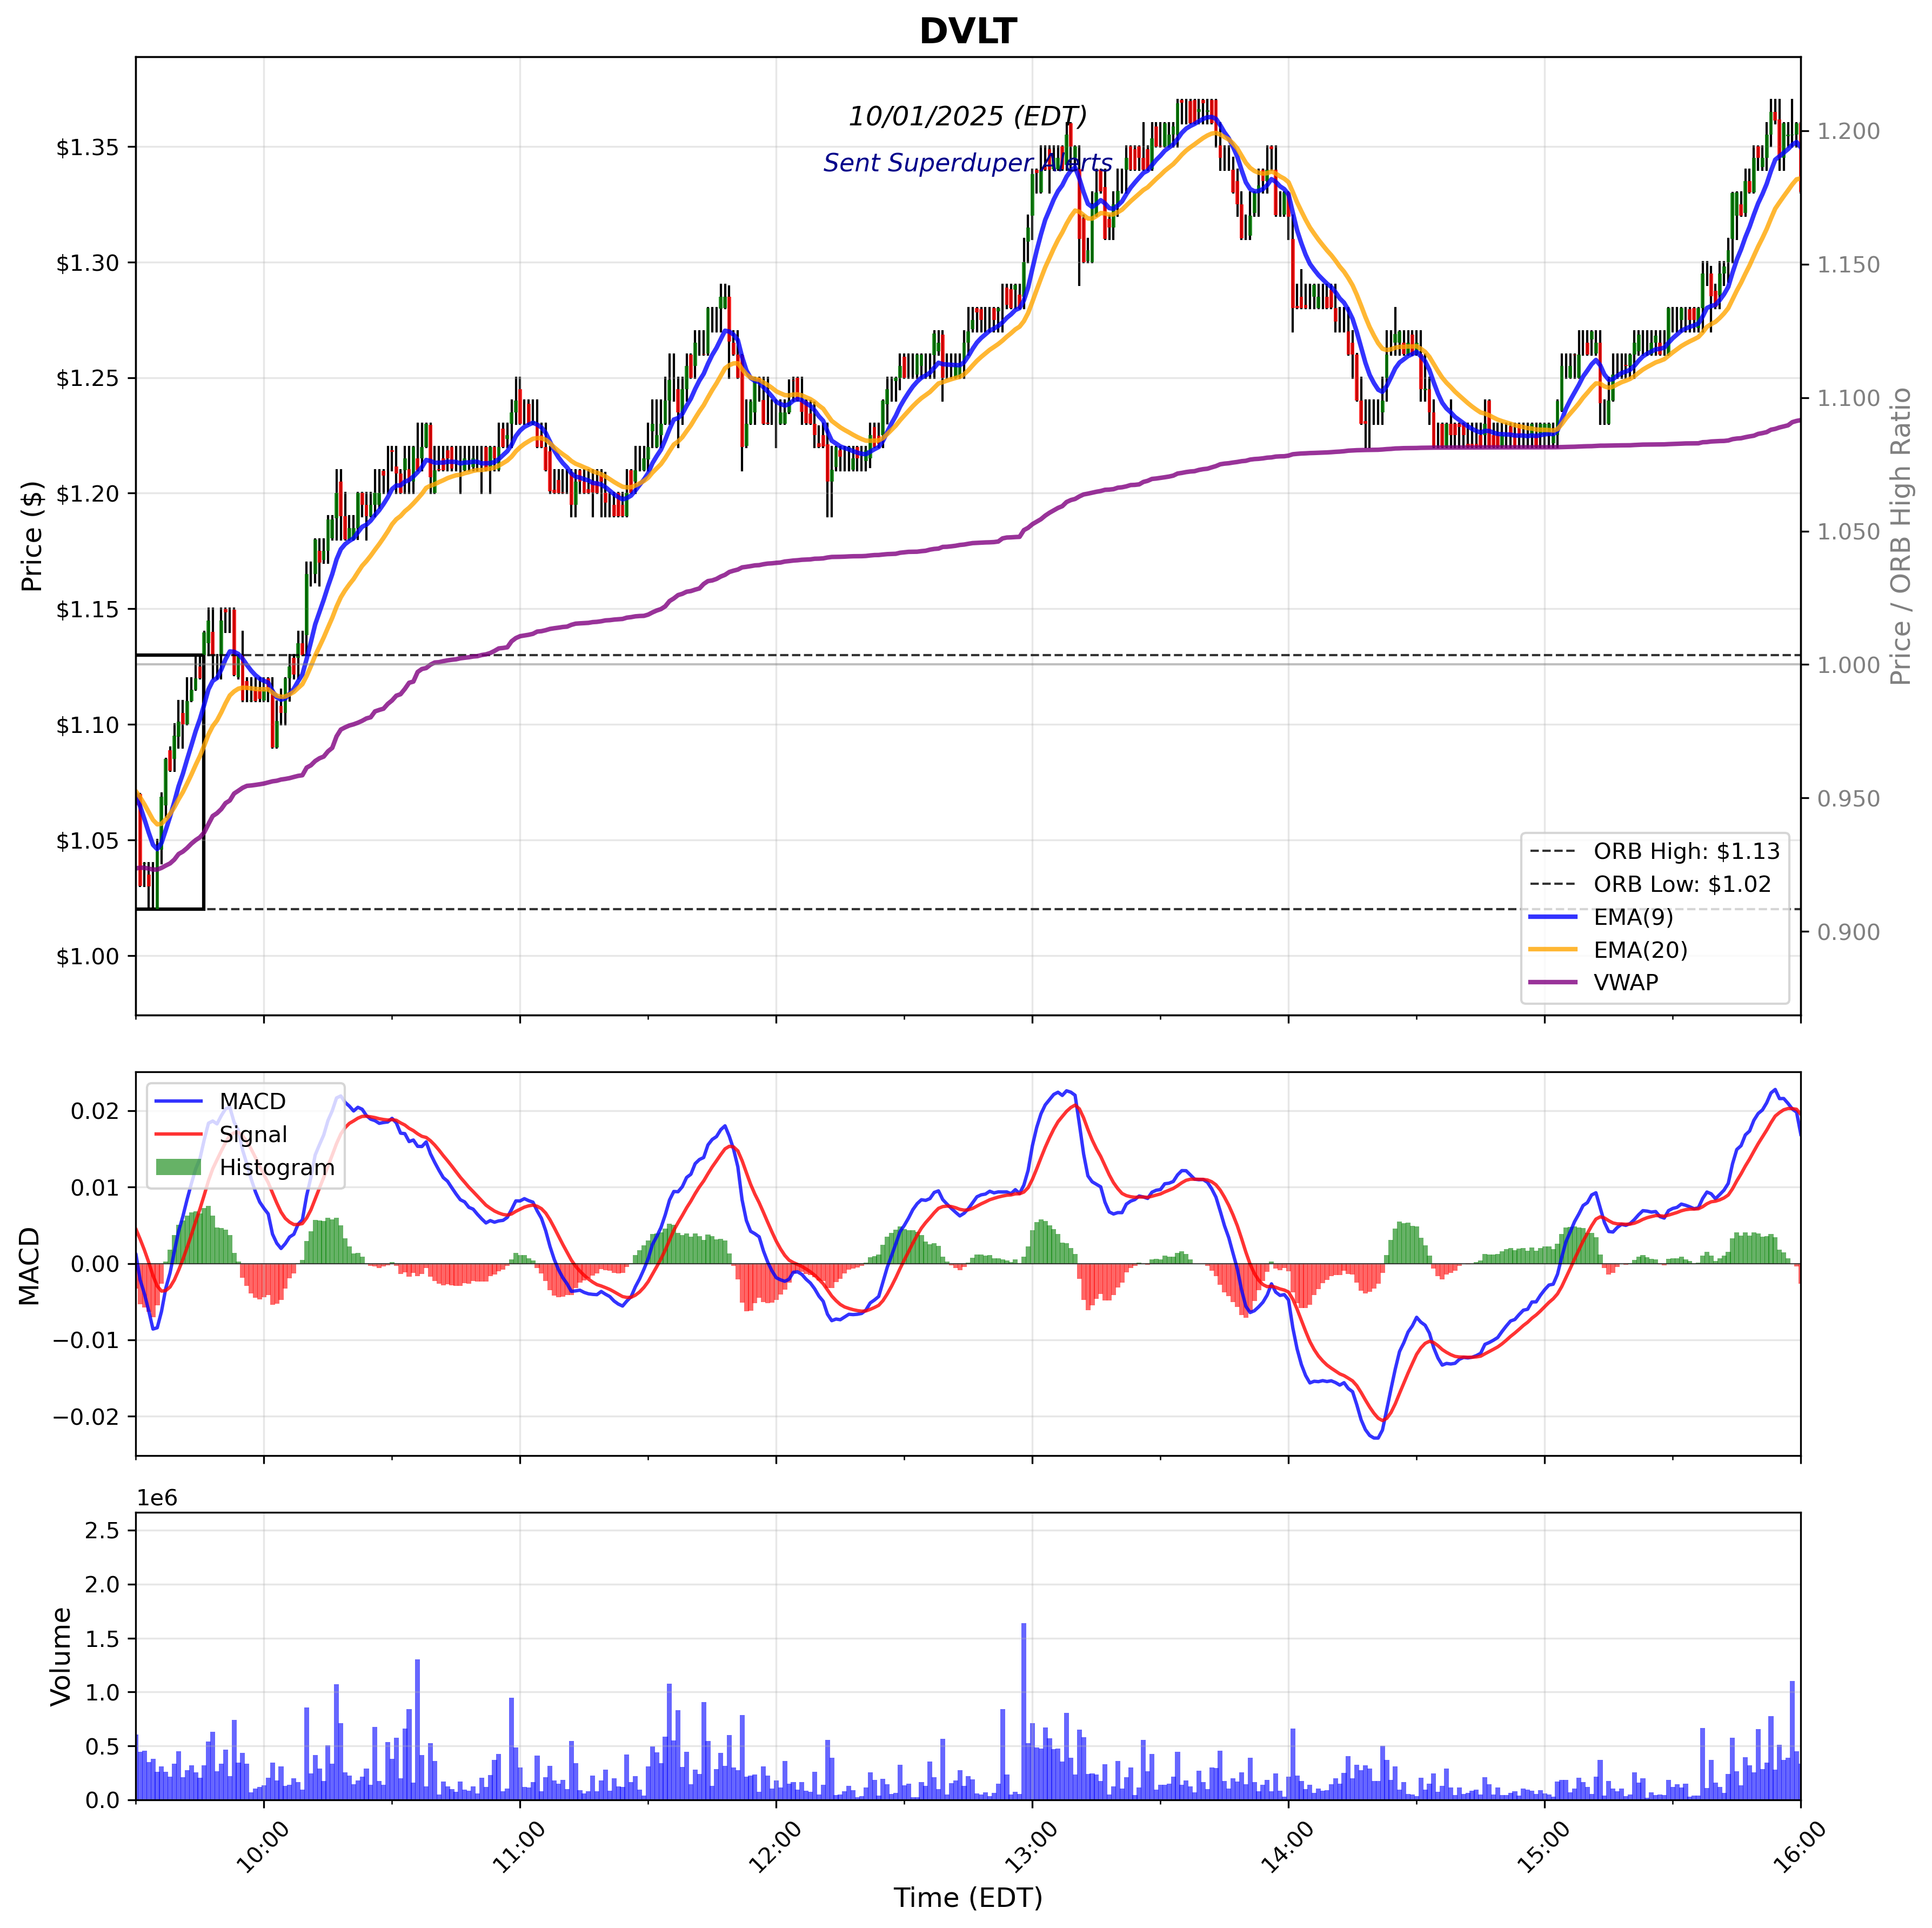 DVLT
10/01/2025 (EDT)
Sent Superduper Alerts
$1.35
$1.30
$1.25
$1.20
$1.15
$1.10
$1.05
$1.00
Price ($)
1.200
1.150
1.100
1.050
1.000
0.950
0.900
Price / ORB High Ratio
ORB High: $1.13
ORB Low: $1.02
EMA(9)
EMA(20)
VWAP
MACD
Signal
Histogram
0.02
0.01
0.00
−0.01
−0.02
MACD
1e6
2.5
2.0
1.5
1.0
0.5
0.0
Volume
10:00
11:00
12:00
13:00
14:00
15:00
16:00
Time (EDT)